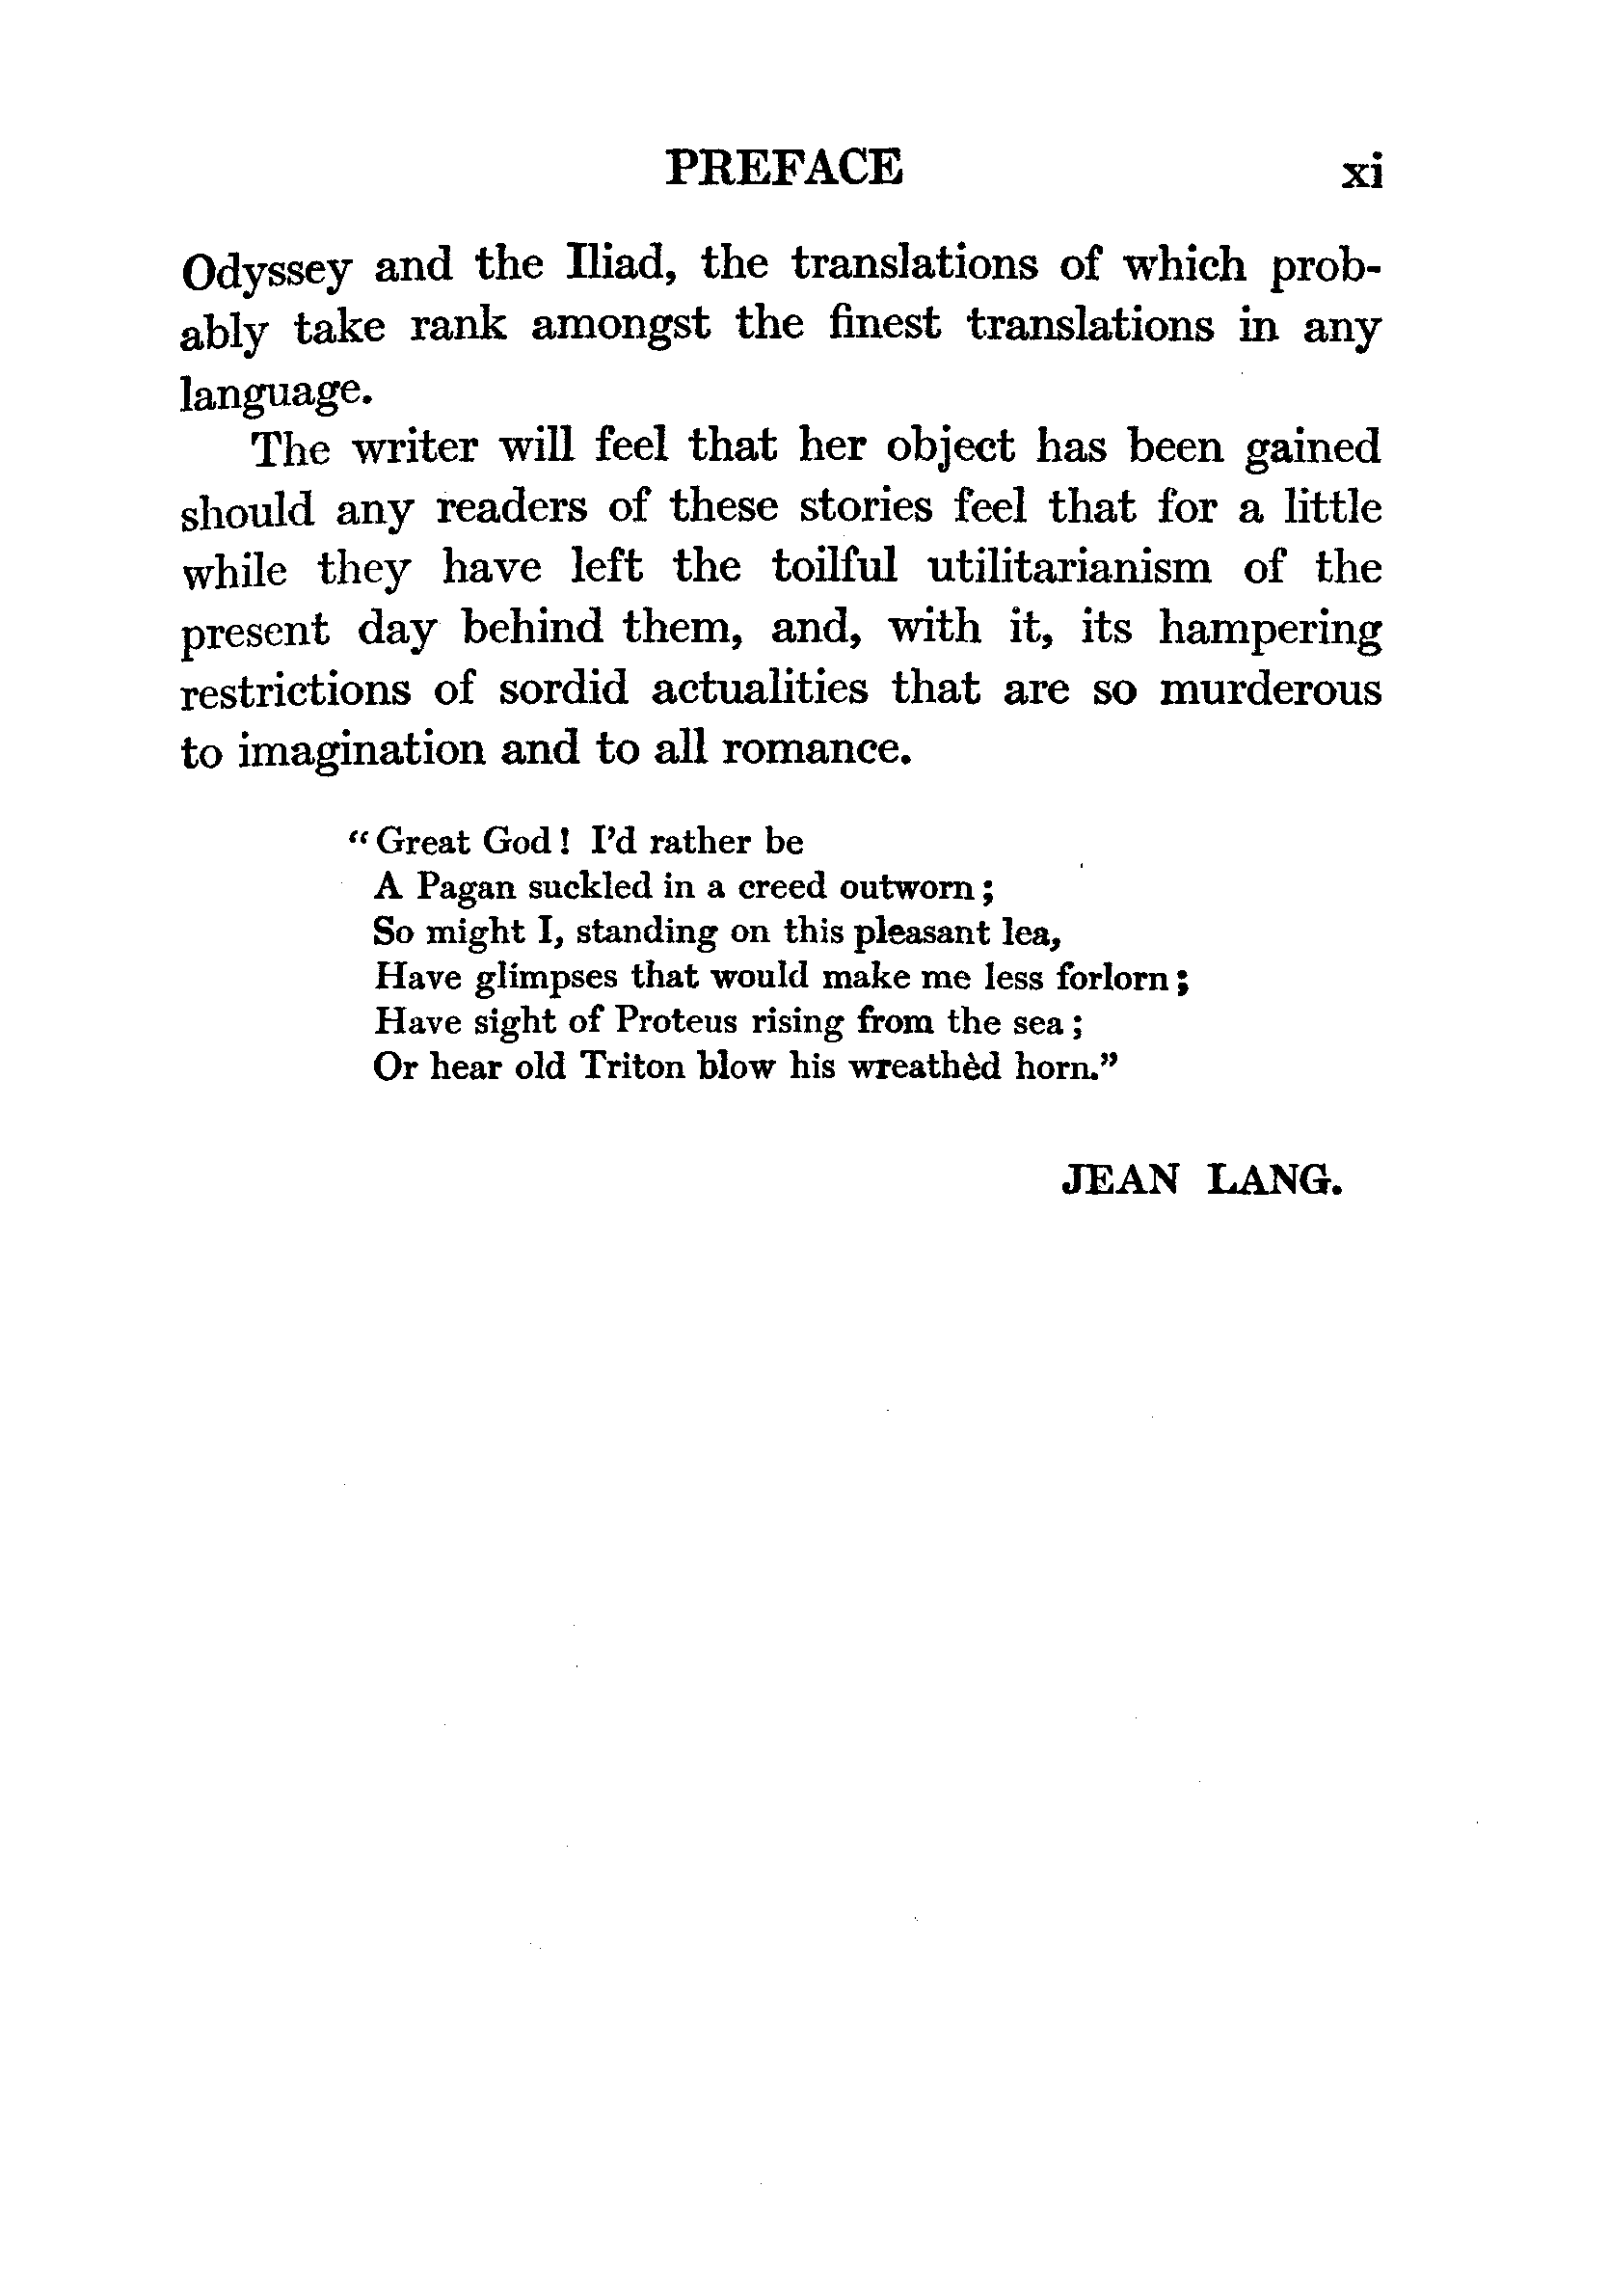 PREFACE xi
Odyssey and the Iliad, the translations of which prob-
ably take rank amongst the finest translations in any
language.
The writer will feel that her object has been gained
should any readers of these stories feel that for a little
while they have left the toilful utilitarianism of the
present day behind them, and, with it, its hampering
restrictions of sordid actualities that are so murderous
to imagination and to all romance.
“Great God! I’d rather be
A Pagan suckled in a creed outworn;
So might I, standing on this pleasant lea,
Have glimpses that would make me less forlorn;
Have sight of Proteus rising from the sea;
Or hear old Triton blow his wreathèd horn.”
JEAN LANG.